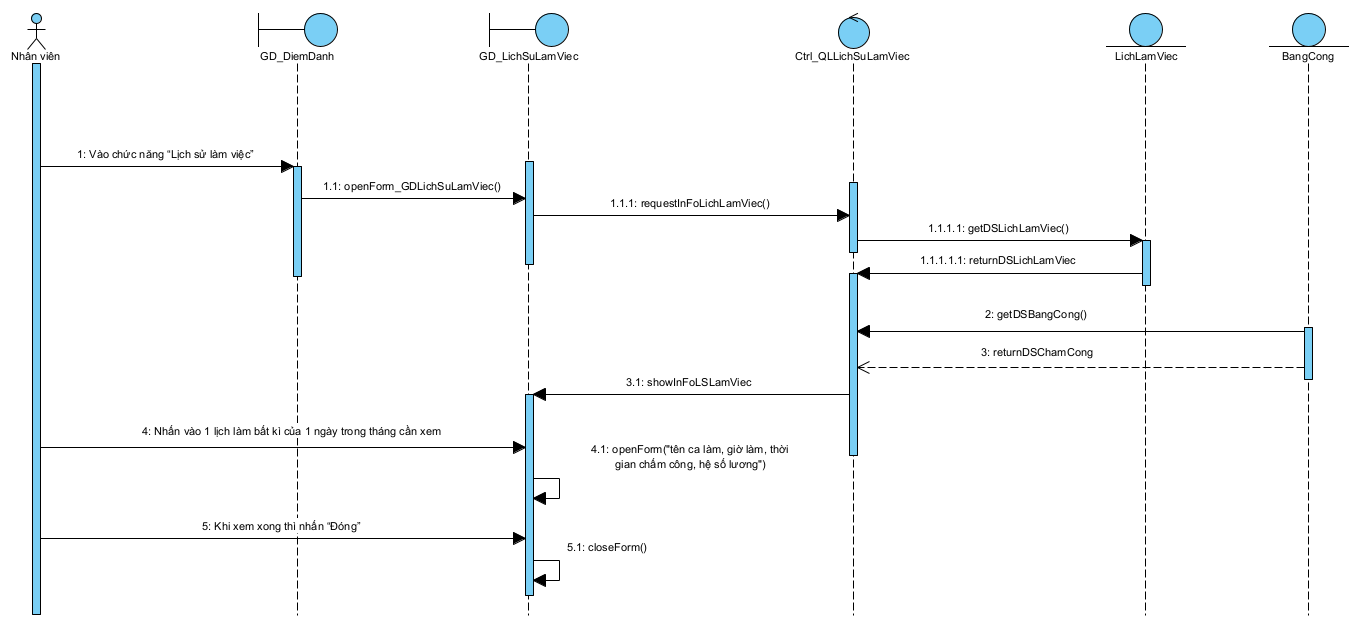 Nhân viên
GD_DiemDanh
GD_LichSuLamViec
Ctrl_QLLichSuLamViec
LichLamViec
BangCong
1: Vào chức năng “Lịch sử làm việc”
1.1: openForm_GDLichSuLamViec()
1.1.1: requestInFoLichLamViec()
1.1.1.1: getDSLichLamViec()
1.1.1.1.1: returnDSLichLamViec
2: getDSBangCong()
3: returnDSChamCong
3.1: showInFoLSLamViec
4: Nhấn vào 1 lịch làm bất kì của 1 ngày trong tháng cần xem
4.1: openForm("tên ca làm, giờ làm, thời
gian chấm công, hệ số lương")
5: Khi xem xong thì nhấn “Đóng”
5.1: closeForm()